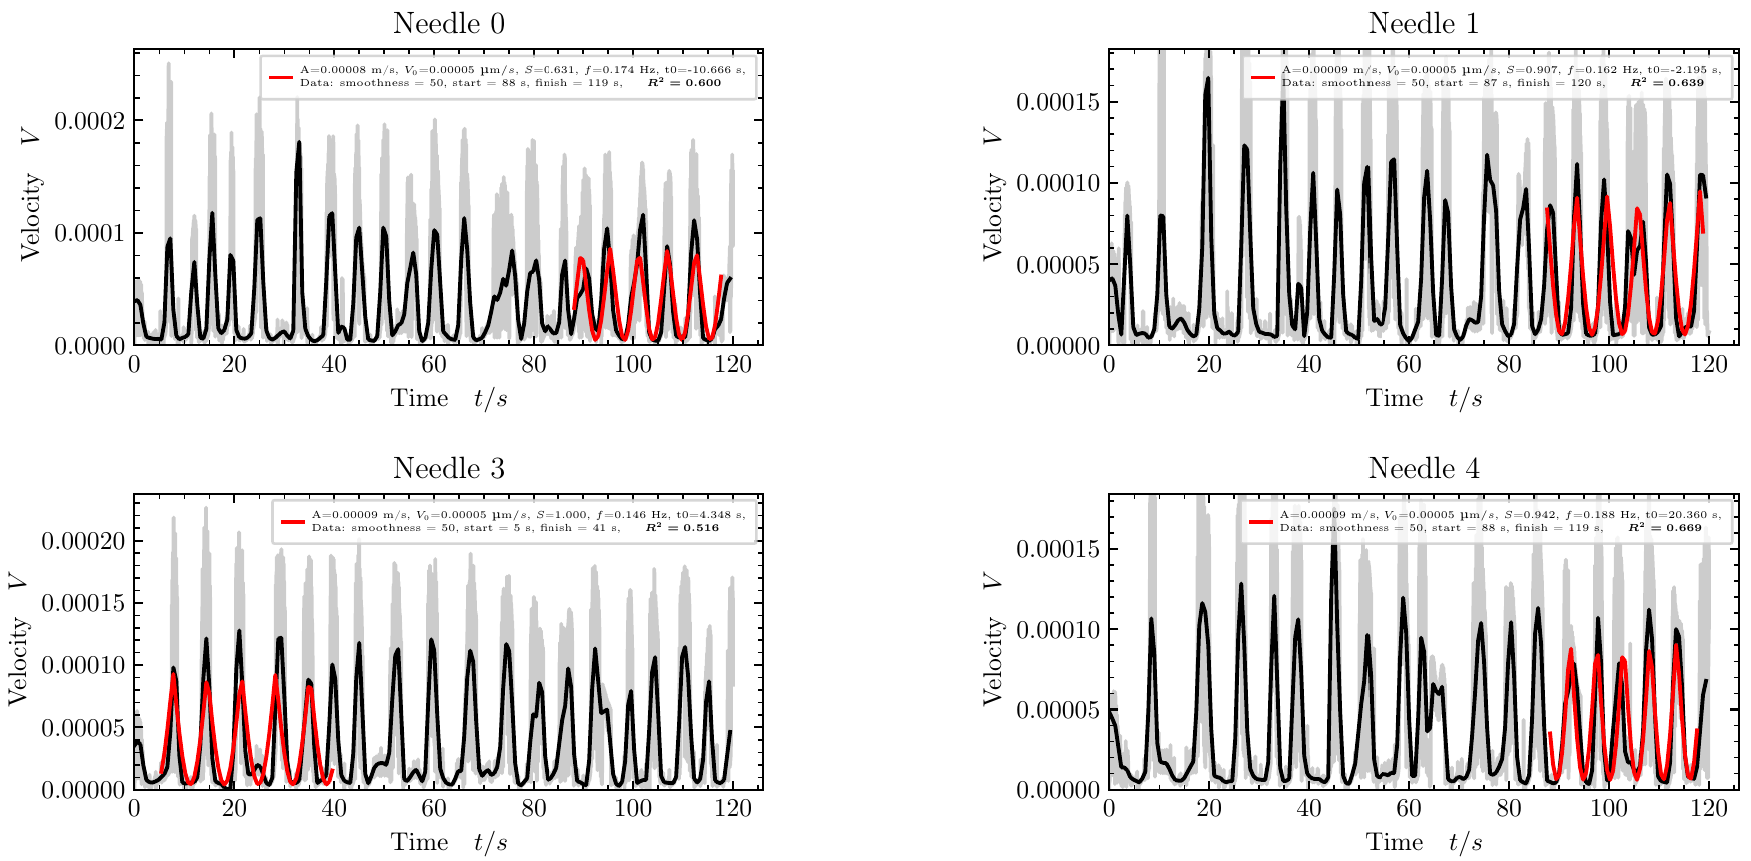 Needle 0
A=0.00008 m/s, V₀=0.00005 µm/s, S=0.631, f=0.174 Hz, t0=-10.666 s,
Data: smoothness = 50, start = 88 s, finish = 119 s, R² = 0.600
Velocity V
0.0002
0.0001
0.0000
0 20 40 60 80 100 120
Time t/s
Needle 1
A=0.00009 m/s, V₀=0.00005 µm/s, S=0.907, f=0.162 Hz, t0=-2.195 s,
Data: smoothness = 50, start = 87 s, finish = 120 s, R² = 0.639
Velocity V
0.00015
0.00010
0.00005
0.00000
0 20 40 60 80 100 120
Time t/s
Needle 3
A=0.00009 m/s, V₀=0.00005 µm/s, S=1.000, f=0.146 Hz, t0=4.348 s,
Data: smoothness = 50, start = 5 s, finish = 41 s, R² = 0.516
Velocity V
0.00020
0.00015
0.00010
0.00005
0.00000
0 20 40 60 80 100 120
Time t/s
Needle 4
A=0.00009 m/s, V₀=0.00005 µm/s, S=0.942, f=0.188 Hz, t0=20.360 s,
Data: smoothness = 50, start = 88 s, finish = 119 s, R² = 0.669
Velocity V
0.00015
0.00010
0.00005
0.00000
0 20 40 60 80 100 120
Time t/s